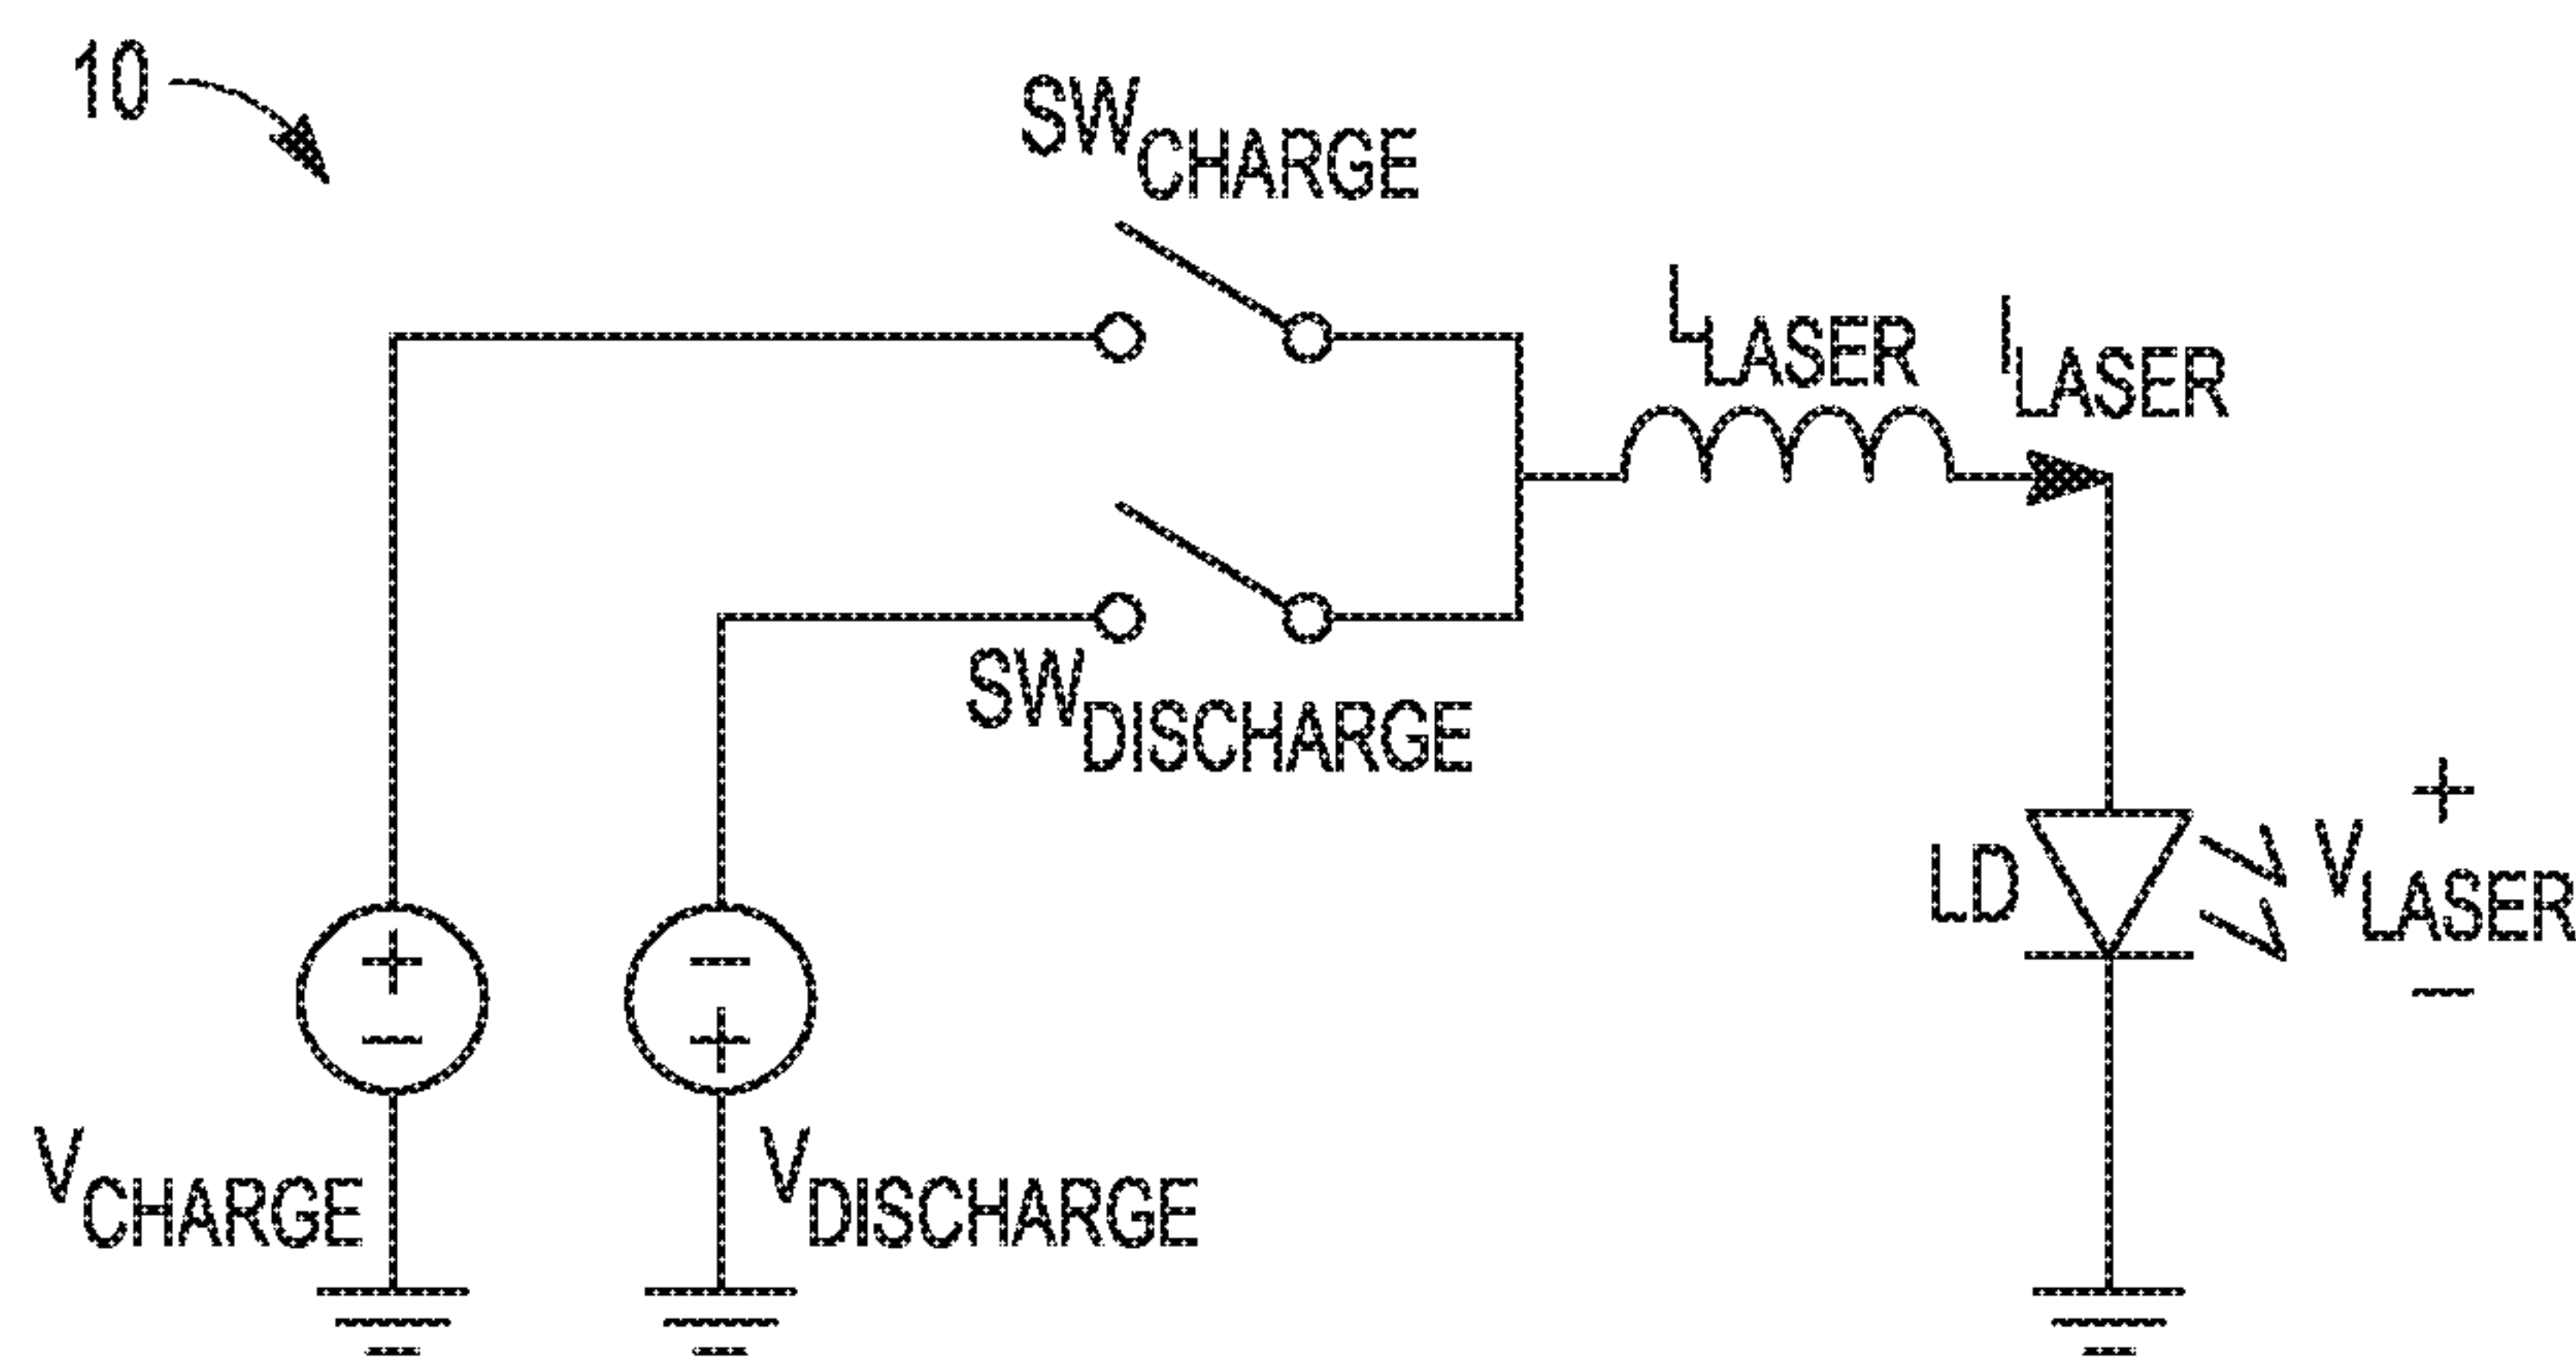 10
SWCHARGE
LLASER
ILASER
SWDISCHARGE
+
LD
VLASER
−
+
−
−
+
VCHARGE
VDISCHARGE